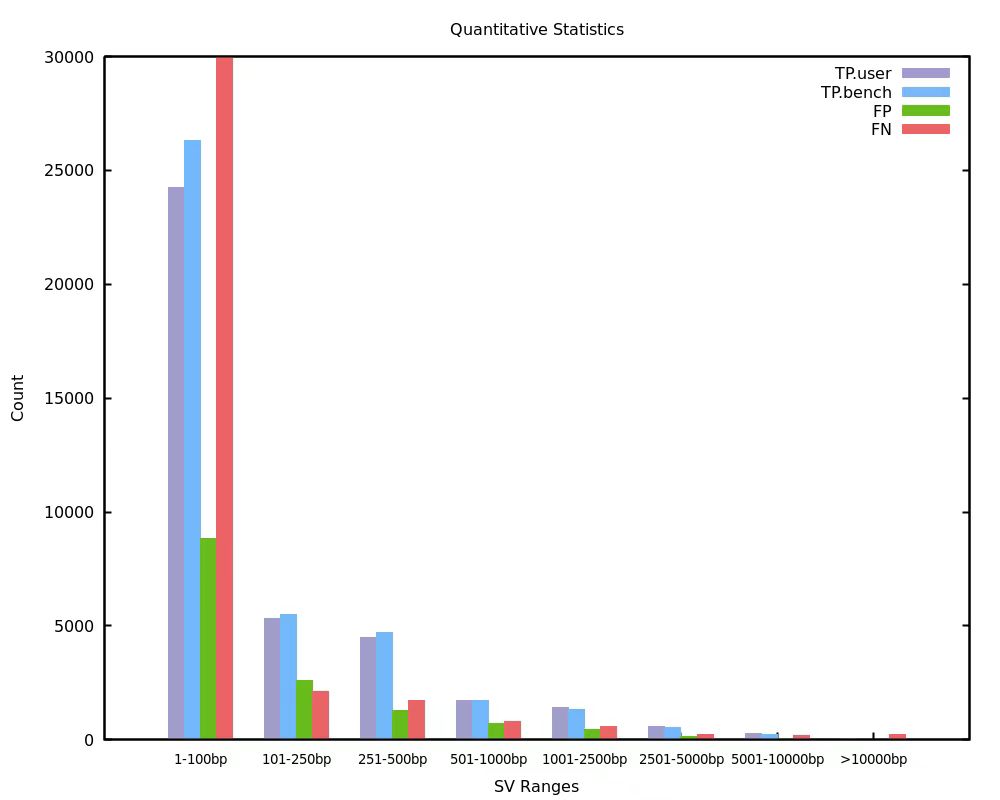 Quantitative Statistics
30000
25000
20000
15000
10000
5000
0
Count
TP.user
TP.bench
FP
FN
1-100bp 101-250bp 251-500bp 501-1000bp 1001-2500bp 2501-5000bp 5001-10000bp >10000bp
SV Ranges